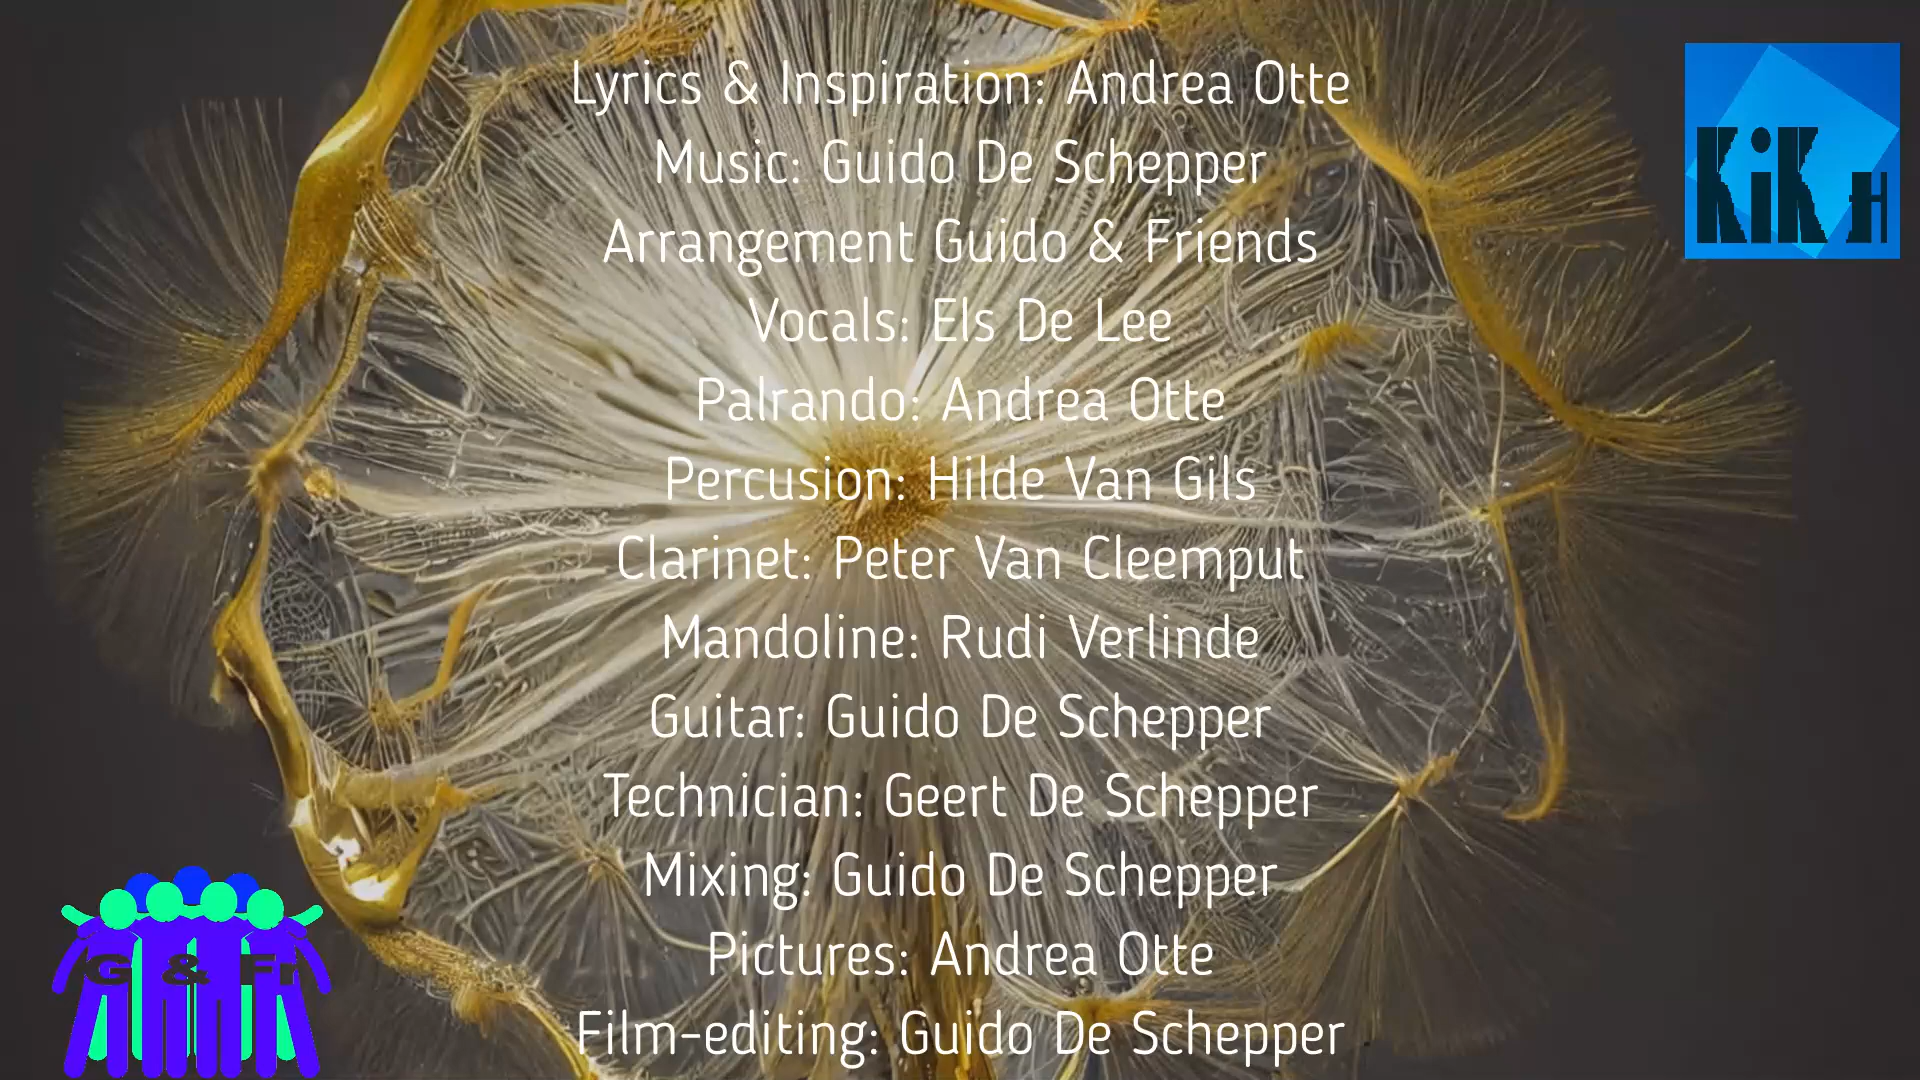 Lyrics & Inspiration: Andrea Otte
Music: Guido De Schepper
Arrangement Guido & Friends
Vocals: Els De Lee
Palrando: Andrea Otte
Percusion: Hilde Van Gils
Clarinet: Peter Van Cleemput
Mandoline: Rudi Verlinde
Guitar: Guido De Schepper
Technician: Geert De Schepper
Mixing: Guido De Schepper
Pictures: Andrea Otte
Film-editing: Guido De Schepper
KiK H
G & Fr